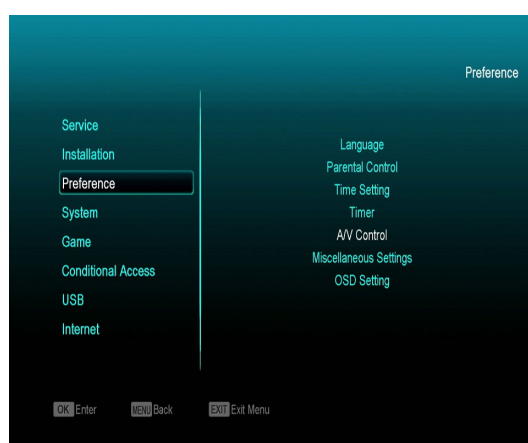 Preference
Service
Installation
Preference
System
Game
Conditional Access
USB
Internet
Language
Parental Control
Time Setting
Timer
A/V Control
Miscellaneous Settings
OSD Setting
OK Enter MENU Back EXIT Exit Menu